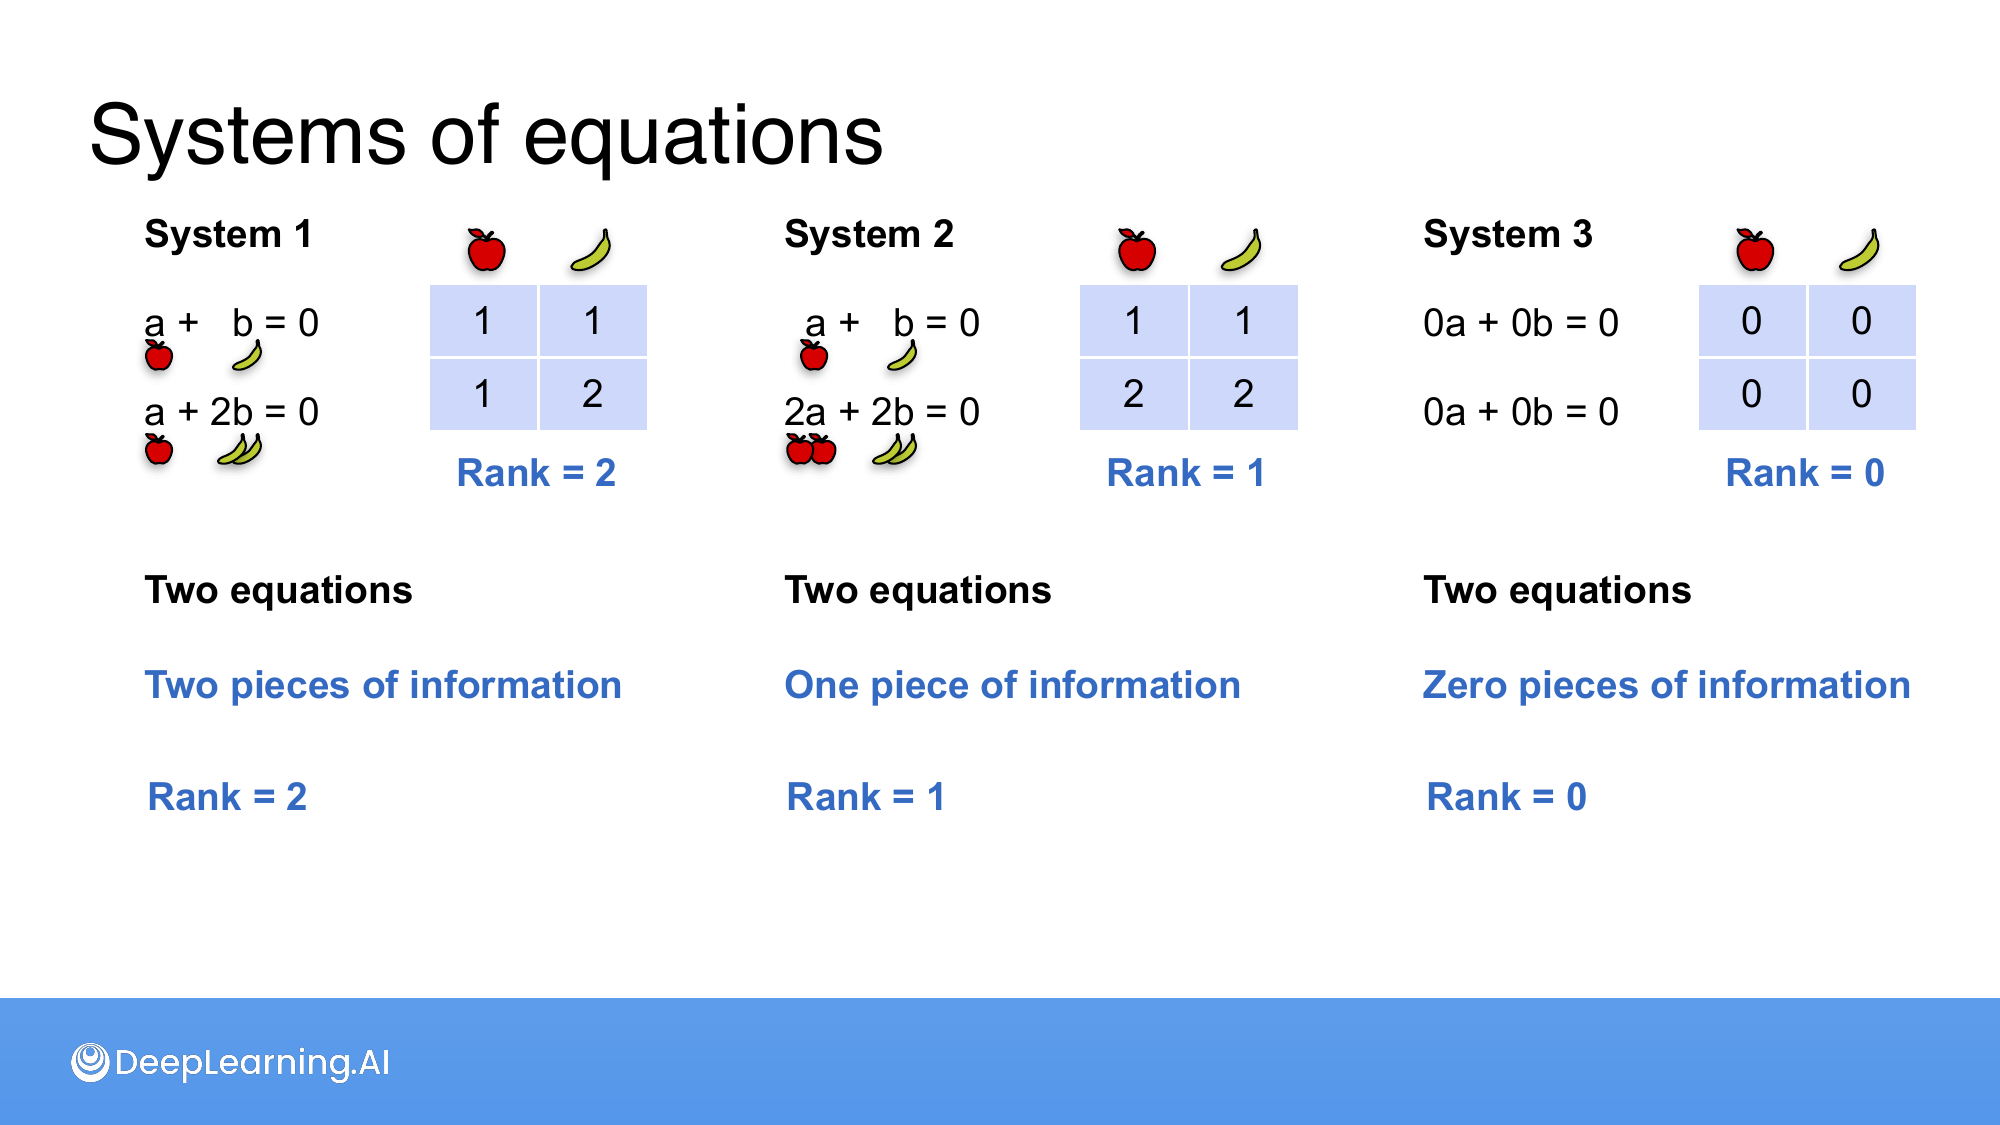 Systems of equations
System 1
a + b = 0
a + 2b = 0
1 1
1 2
Rank = 2
Two equations
Two pieces of information
Rank = 2
System 2
a + b = 0
2a + 2b = 0
1 1
2 2
Rank = 1
Two equations
One piece of information
Rank = 1
System 3
0a + 0b = 0
0a + 0b = 0
0 0
0 0
Rank = 0
Two equations
Zero pieces of information
Rank = 0
DeepLearning.AI